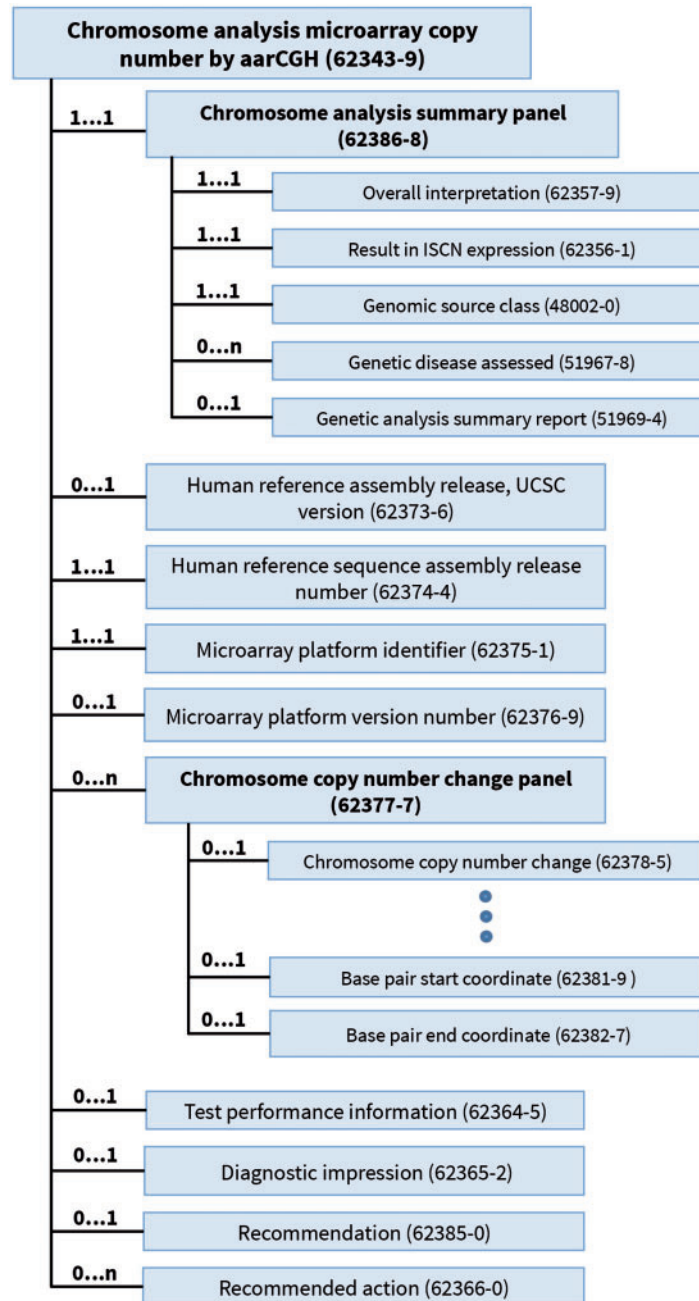 Chromosome analysis microarray copy
number by aarCGH (62343-9)
1...1
Chromosome analysis summary panel
(62386-8)
1...1
Overall interpretation (62357-9)
1...1
Result in ISCN expression (62356-1)
1...1
Genomic source class (48002-0)
0...n
Genetic disease assessed (51967-8)
0...1
Genetic analysis summary report (51969-4)
0...1
Human reference assembly release, UCSC
version (62373-6)
1...1
Human reference sequence assembly release
number (62374-4)
1...1
Microarray platform identifier (62375-1)
0...1
Microarray platform version number (62376-9)
0...n
Chromosome copy number change panel
(62377-7)
0...1
Chromosome copy number change (62378-5)
0...1
Base pair start coordinate (62381-9 )
0...1
Base pair end coordinate (62382-7)
0...1
Test performance information (62364-5)
0...1
Diagnostic impression (62365-2)
0...1
Recommendation (62385-0)
0...n
Recommended action (62366-0)